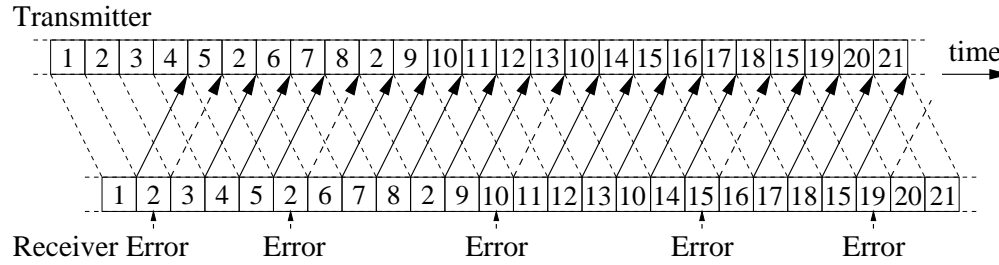 Transmitter
1 2 3 4 5 2 6 7 8 2 9 10 11 12 13 10 14 15 16 17 18 15 19 20 21
time
1 2 3 4 5 2 6 7 8 2 9 10 11 12 13 10 14 15 16 17 18 15 19 20 21
Receiver Error Error Error Error Error